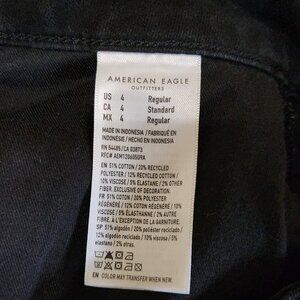 AMERICAN EAGLE
OUTFITTERS
US 4 Regular
CA 4 Standard
MX 4 Regular
MADE IN INDONESIA / FABRIQUÉ EN
INDONESIE / HECHO EN INDONESIA
RN 54485/CA 03873
RFC# AEM1206050RA
EN: 51% COTTON / 20% RECYCLED
POLYESTER / 12% RECYCLED COTTON /
10% VISCOSE / 5% ELASTANE / 2% OTHER
FIBER. EXCLUSIVE OF DECORATION.
FR: 51% COTON / 20% POLYESTER
RÉGÉNÉRÉ / 12% COTON RÉGÉNÉRÉ / 10%
VISCOSE / 5% ÉLASTHANNE / 2% AUTRE
FIBRE. À L'EXCEPTION DE LA GARNITURE.
SP: 51% algodón / 20% poliéster reciclado /
12% algodón reciclado / 10% viscosa / 5%
elastano / 2% otras.
EN: COLOR MAY TRANSFER WHEN NEW.